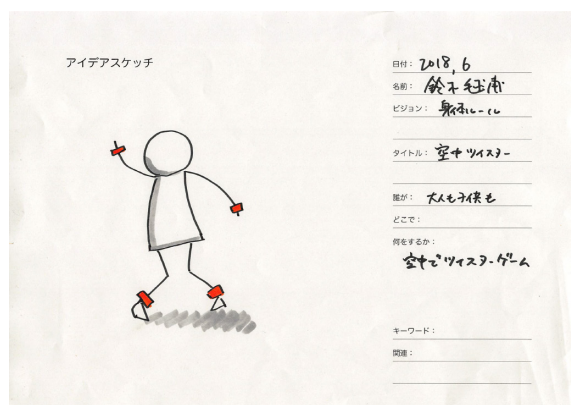 アイデアスケッチ
日付： 2018.6
名前： 鈴木
ビジョン： 身体ルール
タイトル： 空中ツイスター
誰が： 大人も子供も
どこで：
何をするか：
空中でツイスターゲーム
キーワード：
関連：